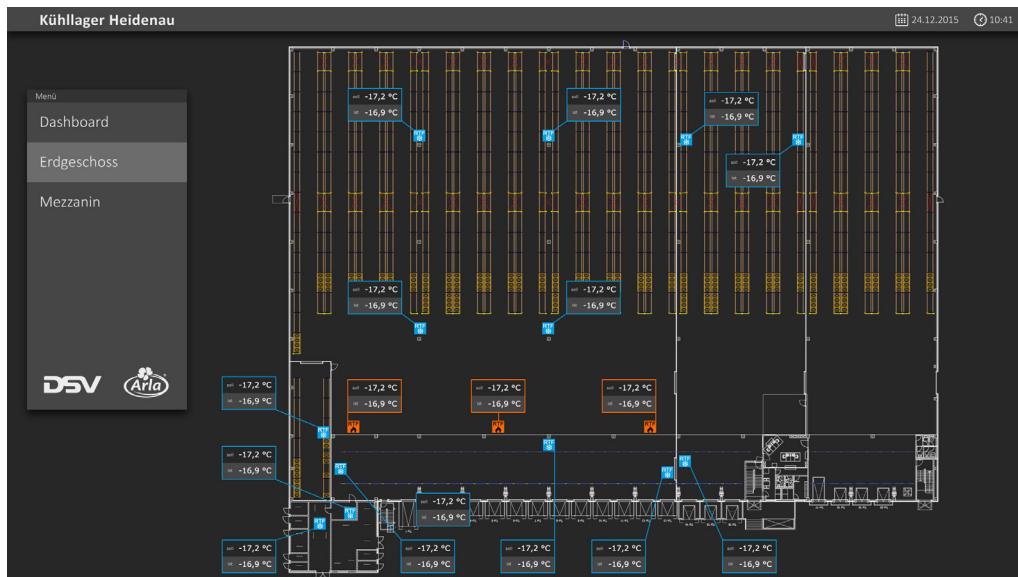 Kühllager Heidenau
24.12.2015
10:41
Menü
Dashboard
Erdgeschoss
Mezzanin
DSV
Arla
soll -17,2 °C
ist -16,9 °C
RTF
soll -17,2 °C
ist -16,9 °C
RTF
soll -17,2 °C
ist -16,9 °C
RTF
soll -17,2 °C
ist -16,9 °C
RTF
soll -17,2 °C
ist -16,9 °C
RTF
soll -17,2 °C
ist -16,9 °C
RTF
soll -17,2 °C
ist -16,9 °C
RTF
soll -17,2 °C
ist -16,9 °C
RTF
soll -17,2 °C
ist -16,9 °C
RTF
soll -17,2 °C
ist -16,9 °C
RTF
soll -17,2 °C
ist -16,9 °C
RTF
soll -17,2 °C
ist -16,9 °C
RTF
soll -17,2 °C
ist -16,9 °C
RTF
soll -17,2 °C
ist -16,9 °C
RTF
soll -17,2 °C
ist -16,9 °C
RTF
soll -17,2 °C
ist -16,9 °C
RTF
soll -17,2 °C
ist -16,9 °C